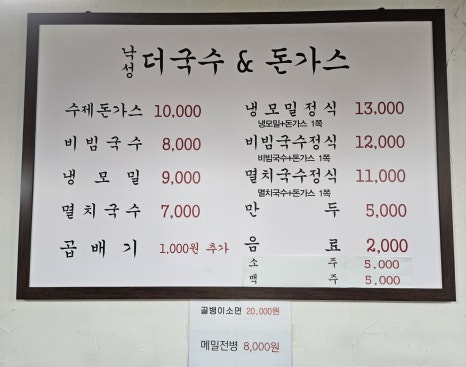 낙성 더국수 & 돈가스
수제돈가스 10,000
비빔국수 8,000
냉모밀 9,000
멸치국수 7,000
곱배기 1,000원 추가
냉모밀정식 13,000
냉모밀+돈가스 1쪽
비빔국수정식 12,000
비빔국수+돈가스 1쪽
멸치국수정식 11,000
멸치국수+돈가스 1쪽
만두 5,000
음료 2,000
소주 5,000
맥주 5,000
골뱅이소면 20,000원
메밀전병 8,000원